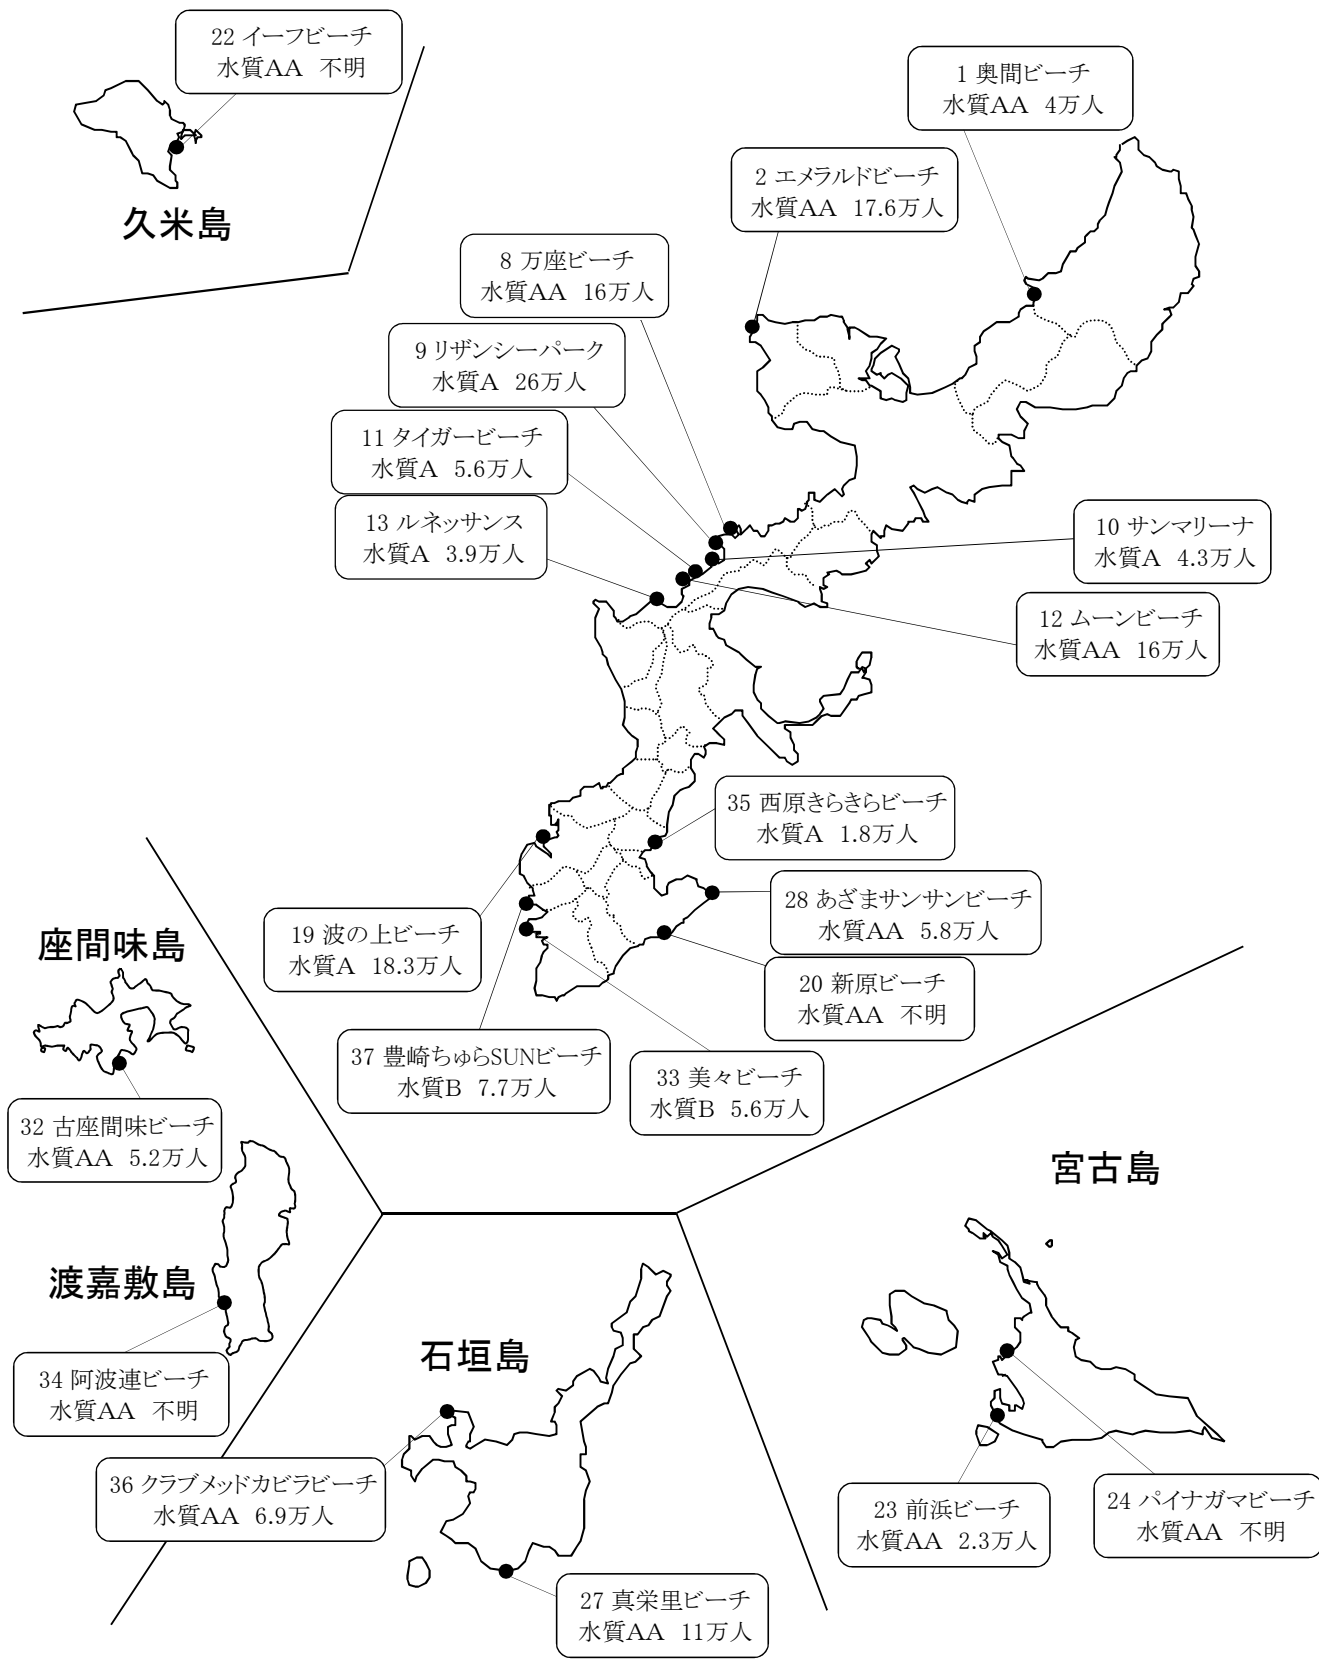 22 イーフビーチ
水質AA 不明
久米島
1 奥間ビーチ
水質AA 4万人
2 エメラルドビーチ
水質AA 17.6万人
8 万座ビーチ
水質AA 16万人
9 リザンシーパーク
水質A 26万人
11 タイガービーチ
水質A 5.6万人
13 ルネッサンス
水質A 3.9万人
10 サンマリーナ
水質A 4.3万人
12 ムーンビーチ
水質AA 16万人
35 西原きらきらビーチ
水質A 1.8万人
28 あざまサンサンビーチ
水質AA 5.8万人
19 波の上ビーチ
水質A 18.3万人
20 新原ビーチ
水質AA 不明
37 豊崎ちゅらSUNビーチ
水質B 7.7万人
33 美々ビーチ
水質B 5.6万人
座間味島
32 古座間味ビーチ
水質AA 5.2万人
渡嘉敷島
34 阿波連ビーチ
水質AA 不明
石垣島
36 クラブメッドカビラビーチ
水質AA 6.9万人
27 真栄里ビーチ
水質AA 11万人
宮古島
23 前浜ビーチ
水質AA 2.3万人
24 パイナガマビーチ
水質AA 不明